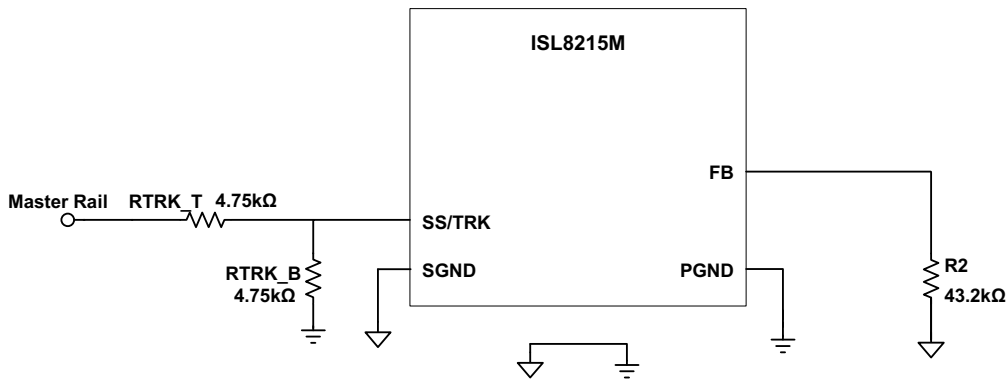 ISL8215M
FB
Master Rail
RTRK_T 4.75kΩ
SS/TRK
RTRK_B
4.75kΩ
SGND
PGND
R2
43.2kΩ